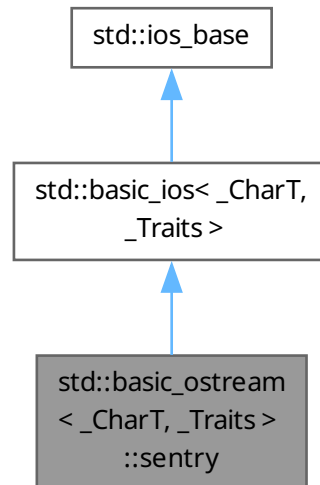 std::ios_base
std::basic_ios< _CharT,
_Traits >
std::basic_ostream
< _CharT, _Traits >
::sentry